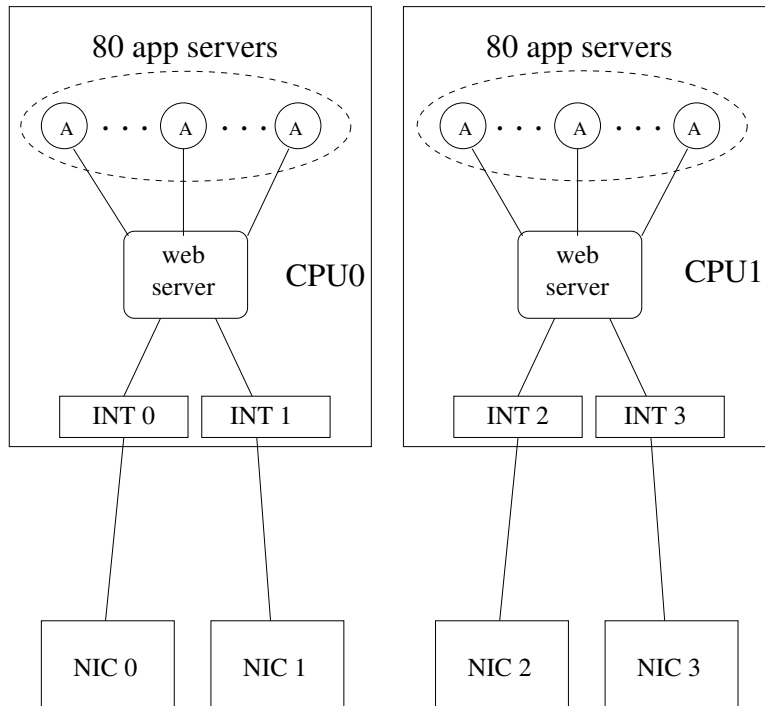 80 app servers
80 app servers
A . . . A . . . A
A . . . A . . . A
web
server
CPU0
web
server
CPU1
INT 0
INT 1
INT 2
INT 3
NIC 0
NIC 1
NIC 2
NIC 3